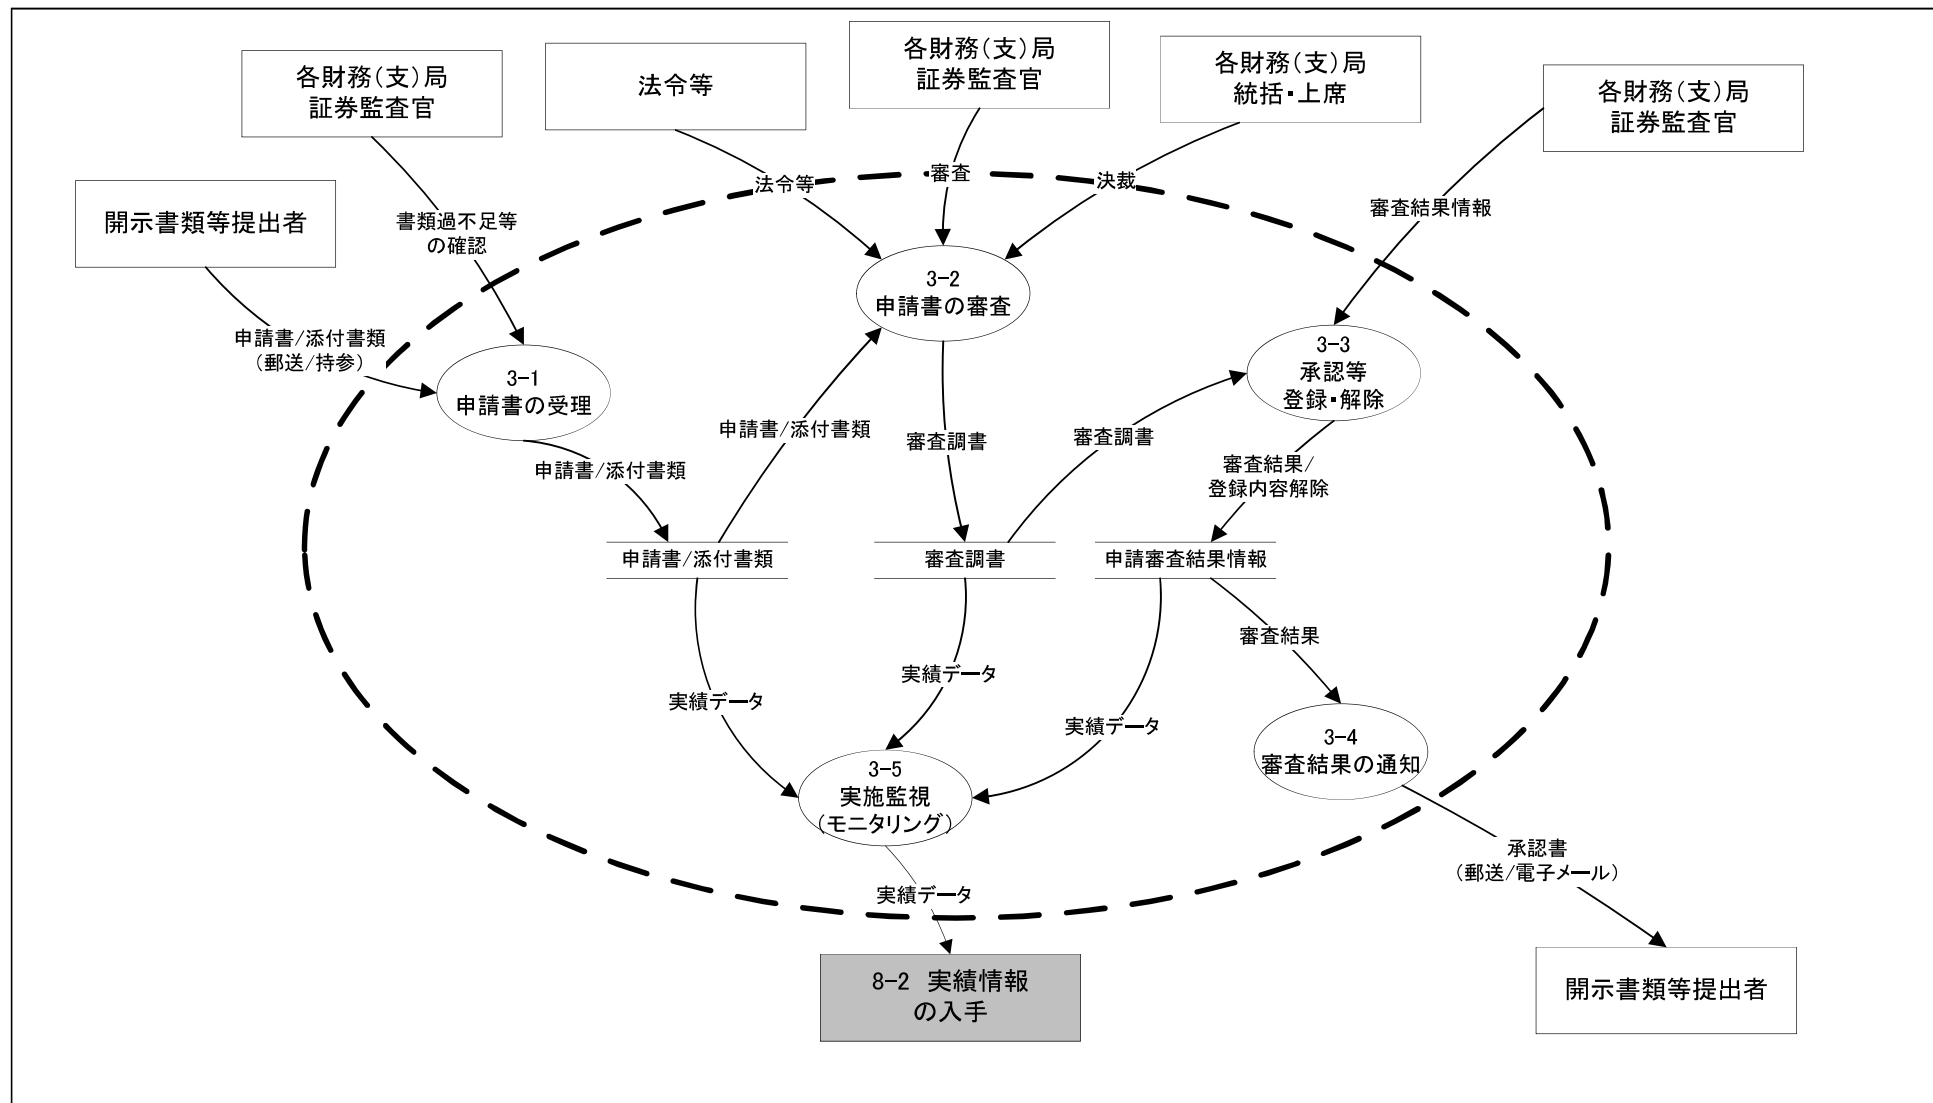 各財務(支)局
証券監査官
法令等
各財務(支)局
証券監査官
各財務(支)局
統括・上席
各財務(支)局
証券監査官
開示書類等提出者
書類過不足等
の確認
法令等
審査
決裁
審査結果情報
申請書/添付書類
(郵送/持参)
3-1
申請書の受理
3-2
申請書の審査
3-3
承認等
登録・解除
申請書/添付書類
申請書/添付書類
審査調書
審査調書
審査結果/
登録内容解除
申請書/添付書類
審査調書
申請審査結果情報
実績データ
実績データ
実績データ
審査結果
3-4
審査結果の通知
3-5
実施監視
(モニタリング)
実績データ
承認書
(郵送/電子メール)
8-2 実績情報
の入手
開示書類等提出者